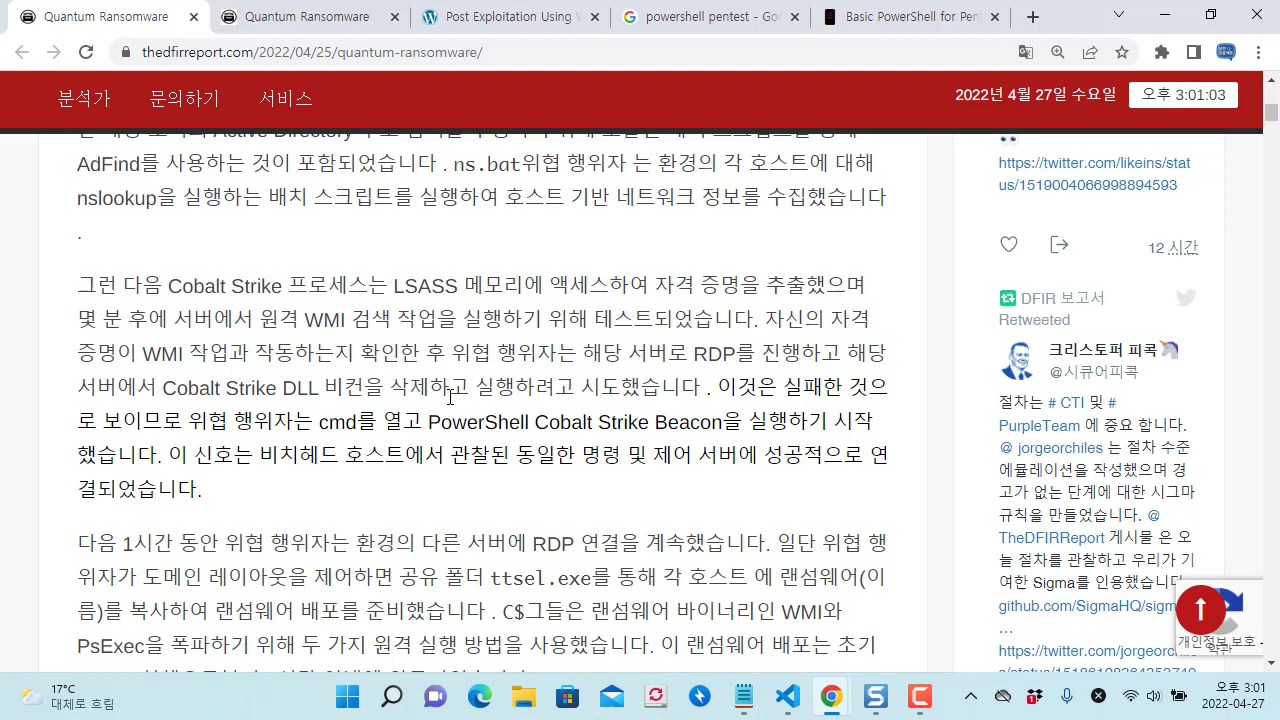 Quantum Ransomware
Quantum Ransomware
Post Exploitation Using W
powershell pentest - Goo
Basic PowerShell for Pent
thedfirreport.com/2022/04/25/quantum-ransomware/
분석가 문의하기 서비스
2022년 4월 27일 수요일 오후 3:01:03
AdFind를 사용하는 것이 포함되었습니다 . ns.bat위협 행위자 는 환경의 각 호스트에 대해
nslookup을 실행하는 배치 스크립트를 실행하여 호스트 기반 네트워크 정보를 수집했습니다
.
그런 다음 Cobalt Strike 프로세스는 LSASS 메모리에 액세스하여 자격 증명을 추출했으며
몇 분 후에 서버에서 원격 WMI 검색 작업을 실행하기 위해 테스트되었습니다. 자신의 자격
증명이 WMI 작업과 작동하는지 확인한 후 위협 행위자는 해당 서버로 RDP를 진행하고 해당
서버에서 Cobalt Strike DLL 비컨을 삭제하고 실행하려고 시도했습니다 . 이것은 실패한 것으
로 보이므로 위협 행위자는 cmd를 열고 PowerShell Cobalt Strike Beacon을 실행하기 시작
했습니다. 이 신호는 비치헤드 호스트에서 관찰된 동일한 명령 및 제어 서버에 성공적으로 연
결되었습니다.
다음 1시간 동안 위협 행위자는 환경의 다른 서버에 RDP 연결을 계속했습니다. 일단 위협 행
위자가 도메인 레이아웃을 제어하면 공유 폴더 ttsel.exe를 통해 각 호스트 에 랜섬웨어(이
름)를 복사하여 랜섬웨어 배포를 준비했습니다 . C$그들은 랜섬웨어 바이너리인 WMI와
PsExec을 폭파하기 위해 두 가지 원격 실행 방법을 사용했습니다. 이 랜섬웨어 배포는 초기
https://twitter.com/likeins/stat
us/1519004066998894593
12 시간
DFIR 보고서
Retweeted
크리스토퍼 피콕🦄
@시큐어피콕
절차는 # CTI 및 #
PurpleTeam 에 중요 합니다.
@ jorgeorchiles 는 절차 수준
에뮬레이션을 작성했으며 경
고가 없는 단계에 대한 시그마
규칙을 만들었습니다. @
TheDFIRReport 게시물 은 오
늘 절차를 관찰하고 우리가 기
여한 Sigma를 인용했습니다
github.com/SigmaHQ/sigm
…
https://twitter.com/jorgeorchile
개인정보 보호 -
약관
17°C
대체로 흐림
오후 3:01
2022-04-27